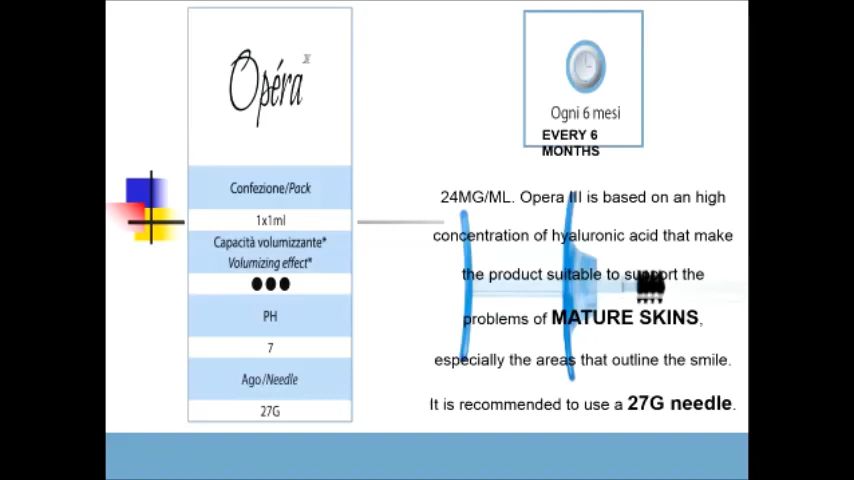 Opéra
Confezione/Pack
1x1ml
Capacità volumizzante*
Volumizing effect*
PH
7
Ago/Needle
27G
Ogni 6 mesi
EVERY 6
MONTHS
24MG/ML. Opera III is based on an high
concentration of hyaluronic acid that make
the product suitable to support the
problems of MATURE SKINS,
especially the areas that outline the smile.
It is recommended to use a 27G needle.